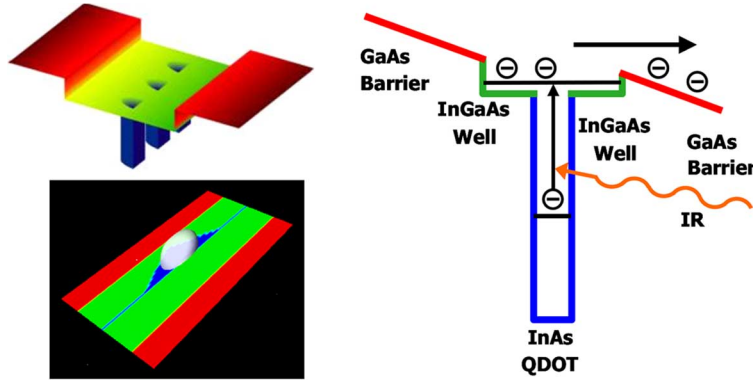 GaAs
Barrier
InGaAs
Well
InGaAs
Well
GaAs
Barrier
IR
InAs
QDOT